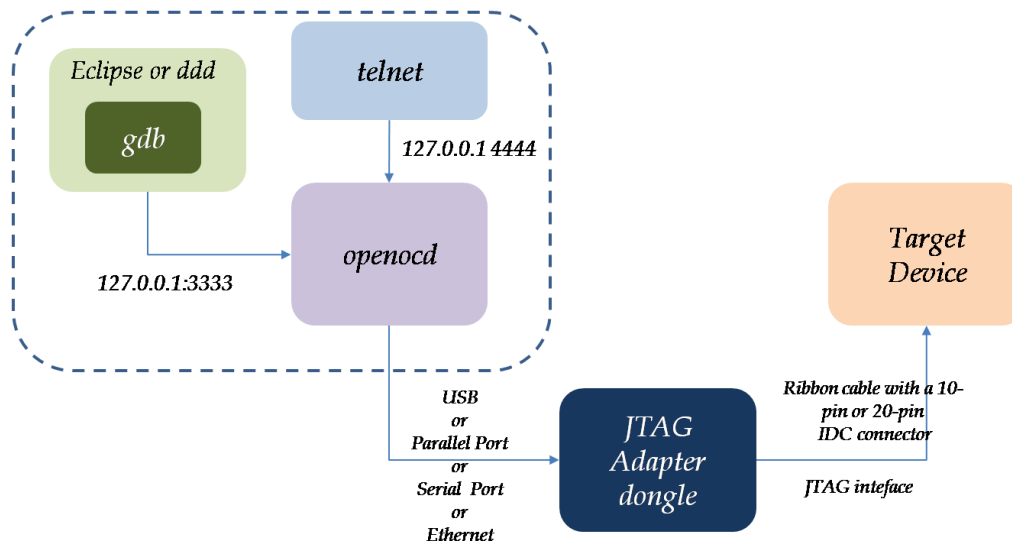 Eclipse or ddd
gdb
telnet
127.0.0.1 4444
openocd
127.0.0.1:3333
Target
Device
USB
or
Parallel Port
or
Serial Port
or
Ethernet
JTAG
Adapter
dongle
Ribbon cable with a 10-
pin or 20-pin
IDC connector
JTAG inteface